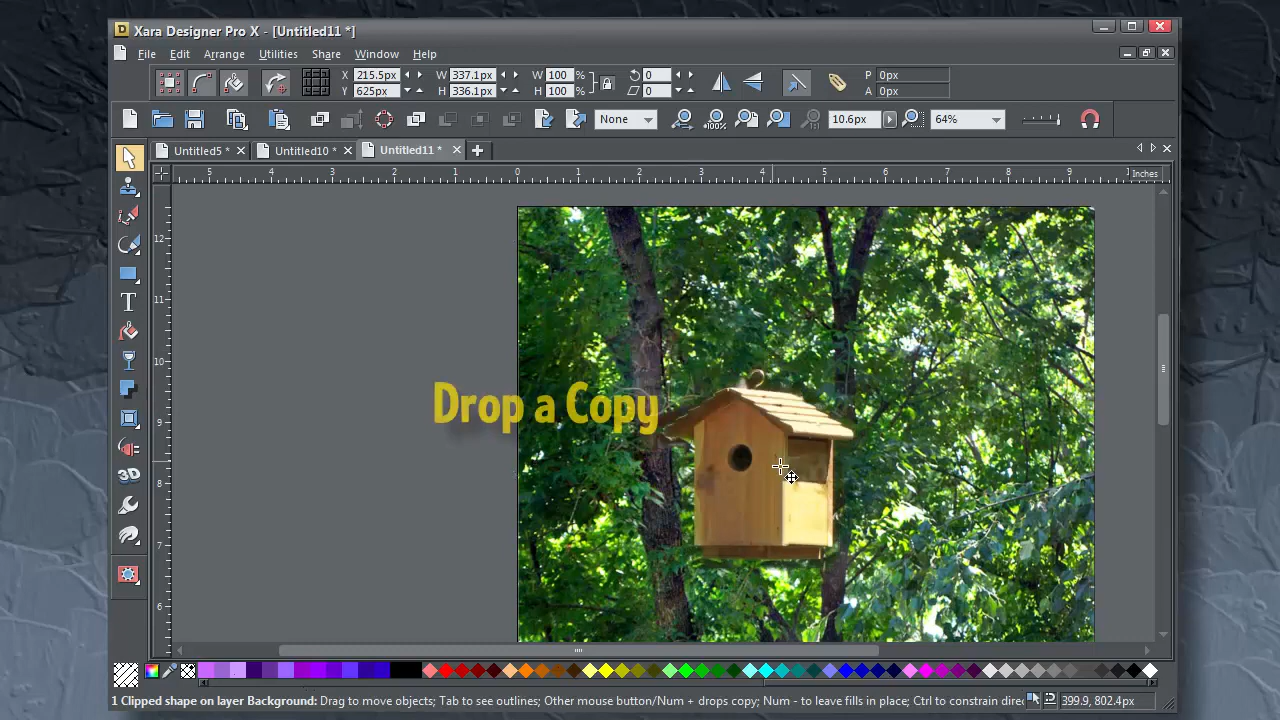 Xara Designer Pro X - [Untitled11 *]
File Edit Arrange Utilities Share Window Help
X 215.5px W 337.1px W 100 % 0 P 0px
Y 625px H 336.1px H 100 % 0 A 0px
None 10.6px 64%
Untitled5 * Untitled10 * Untitled11 *
5 4 3 2 1 0 1 2 3 4 5 6 7 8 9 Inches
12
11
10
9
8
7
6
T
3D
Drop a Copy
1 Clipped shape on layer Background: Drag to move objects; Tab to see outlines; Other mouse button/Num + drops copy; Num - to leave fills in place; Ctrl to constrain direc 399.9, 802.4px